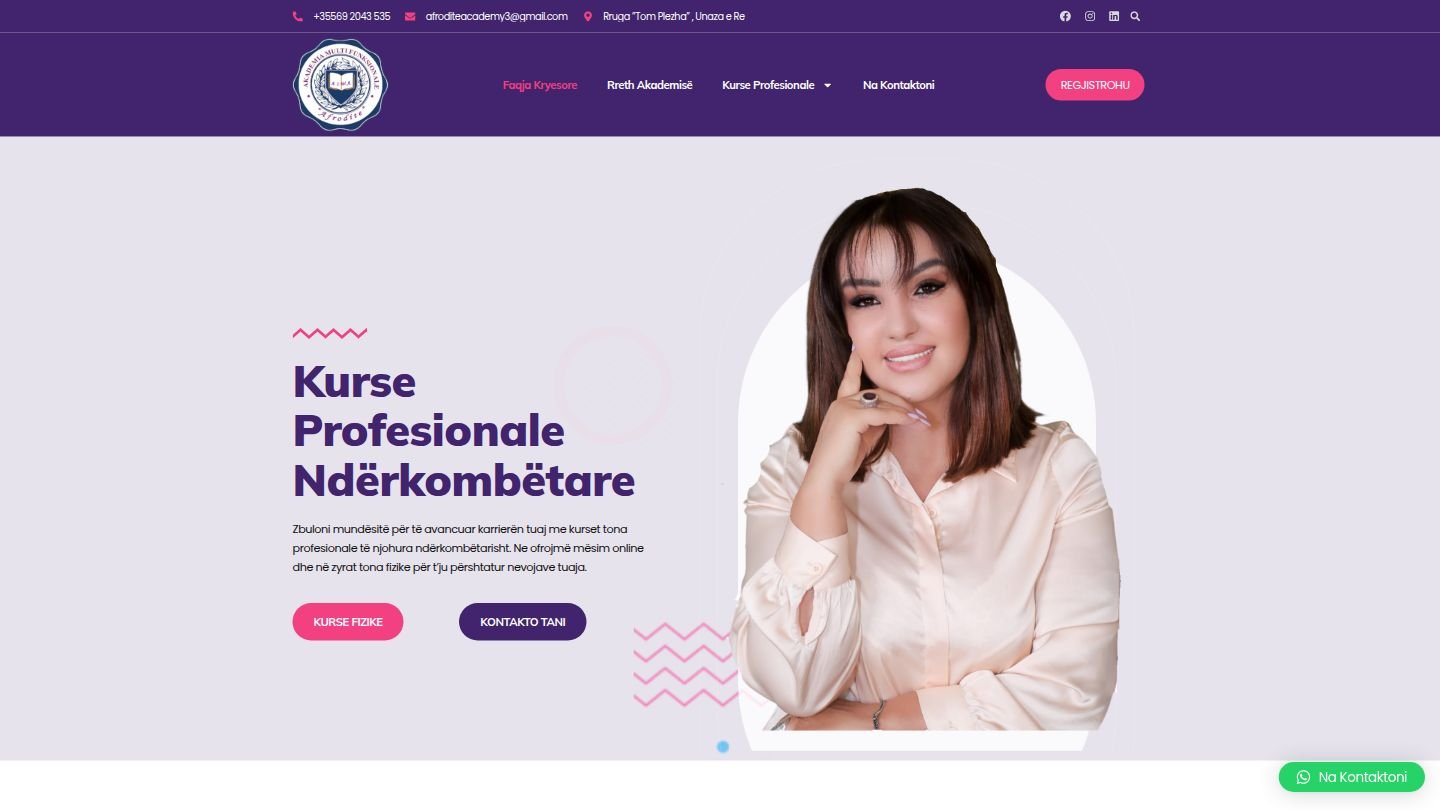 +35569 2043 535
afroditeacademy3@gmail.com
Rruga “Tom Plezha” , Unaza e Re
AKADEMIA MULTI FUNKSIONALE
"Afrodite"
Faqja Kryesore
Rreth Akademisë
Kurse Profesionale
Na Kontaktoni
REGJISTROHU
Kurse
Profesionale
Ndërkombëtare
Zbuloni mundësitë për të avancuar karrierën tuaj me kurset tona
profesionale të njohura ndërkombëtarisht. Ne ofrojmë mësim online
dhe në zyrat tona fizike për t’ju përshtatur nevojave tuaja.
KURSE FIZIKE
KONTAKTO TANI
Na Kontaktoni